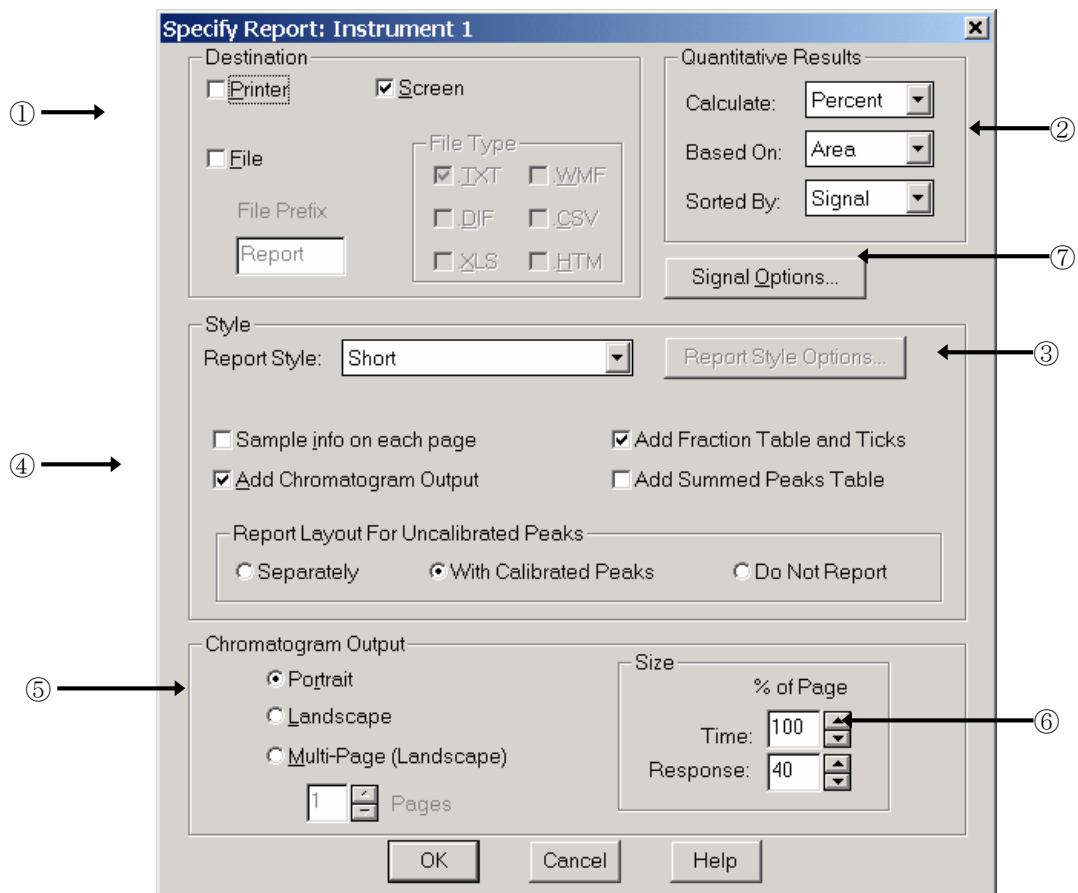 Specify Report: Instrument 1
Destination
Printer
Screen
①
File
File Type
.TXT
.WMF
File Prefix
.DIF
.CSV
Report
.XLS
.HTM
Quantitative Results
Calculate: Percent
②
Based On: Area
Sorted By: Signal
⑦
Signal Options...
Style
Report Style: Short
Report Style Options...
③
Sample info on each page
Add Fraction Table and Ticks
④
Add Chromatogram Output
Add Summed Peaks Table
Report Layout For Uncalibrated Peaks
Separately
With Calibrated Peaks
Do Not Report
Chromatogram Output
⑤
Portrait
Landscape
Multi-Page (Landscape)
1 Pages
Size
% of Page
Time: 100
⑥
Response: 40
OK
Cancel
Help